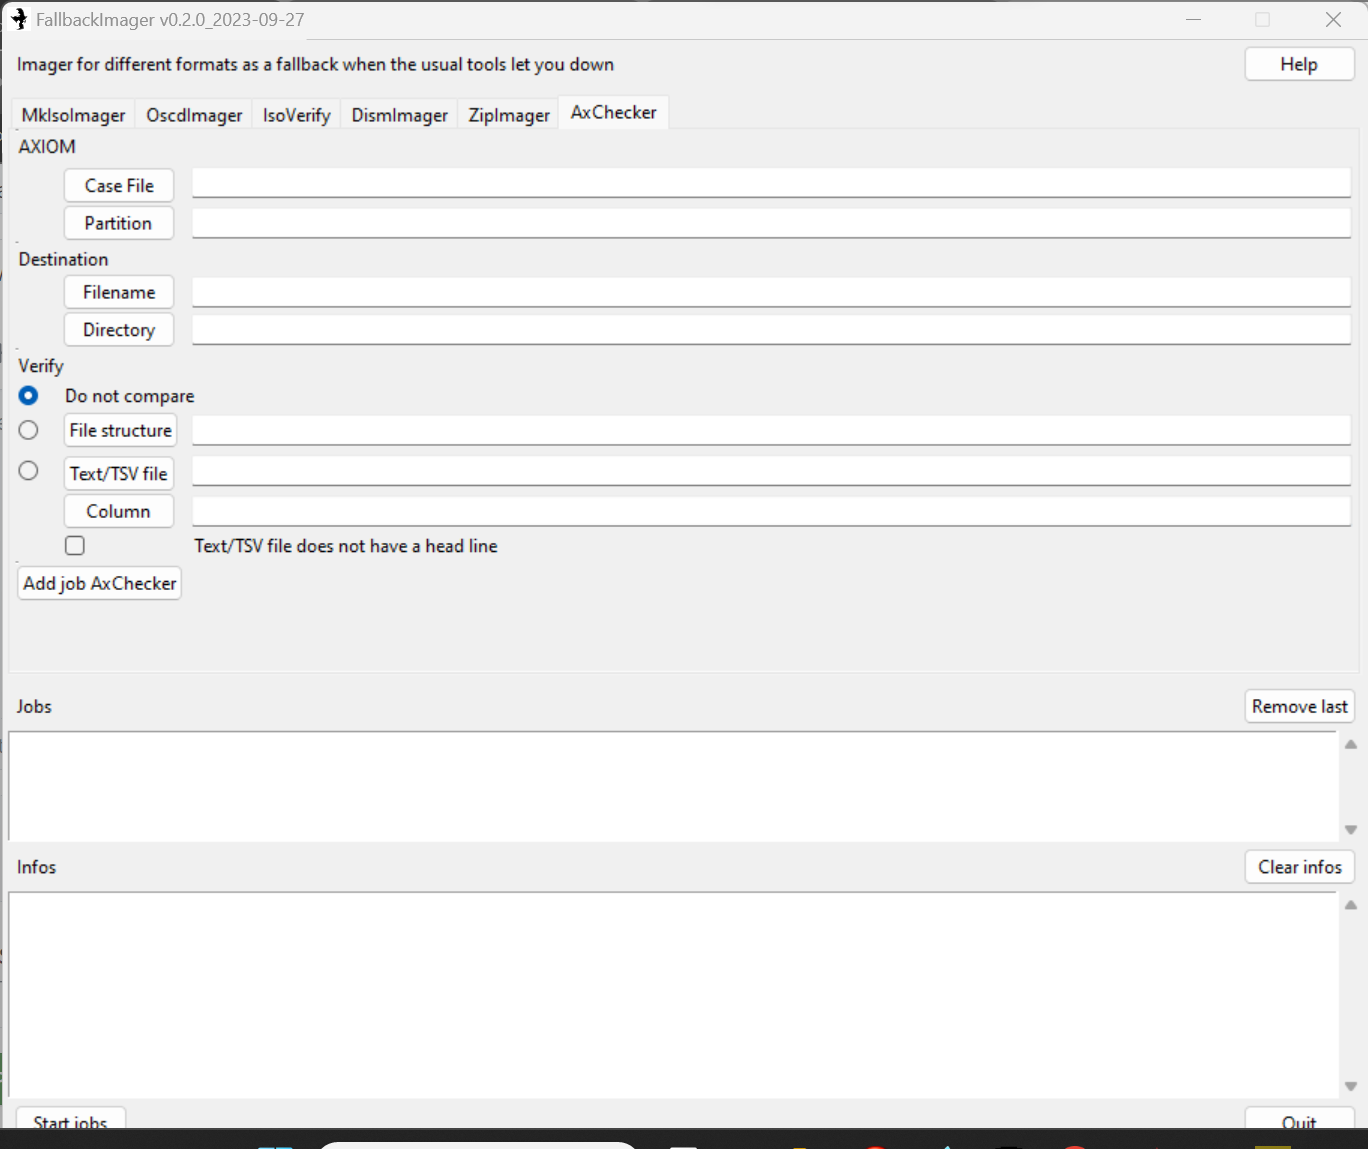 FallbackImager v0.2.0_2023-09-27
Imager for different formats as a fallback when the usual tools let you down
Help
MkIsoImager OscdImager IsoVerify DismImager ZipImager AxChecker
AXIOM
Case File
Partition
Destination
Filename
Directory
Verify
Do not compare
File structure
Text/TSV file
Column
Text/TSV file does not have a head line
Add job AxChecker
Jobs
Remove last
Infos
Clear infos
Start jobs
Quit